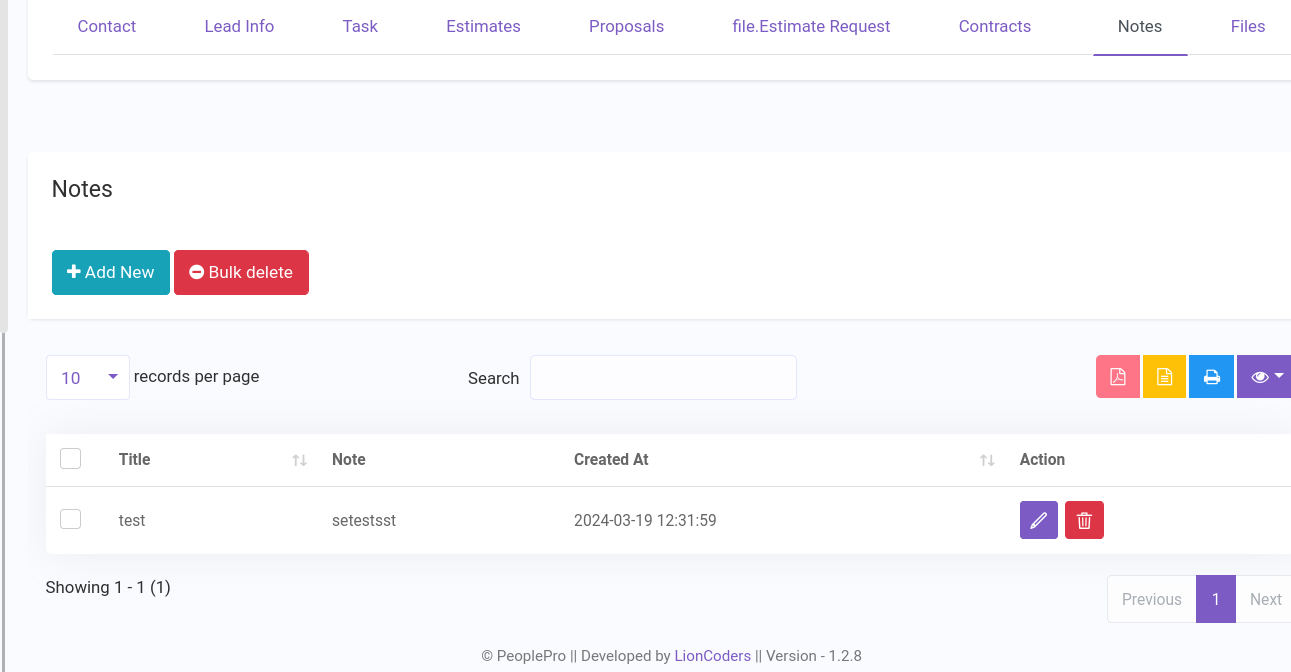 Contact Lead Info Task Estimates Proposals file.Estimate Request Contracts Notes Files
Notes
Add New Bulk delete
10 records per page Search
Title Note Created At Action
test setestsst 2024-03-19 12:31:59
Showing 1 - 1 (1)
Previous 1 Next
© PeoplePro || Developed by LionCoders || Version - 1.2.8